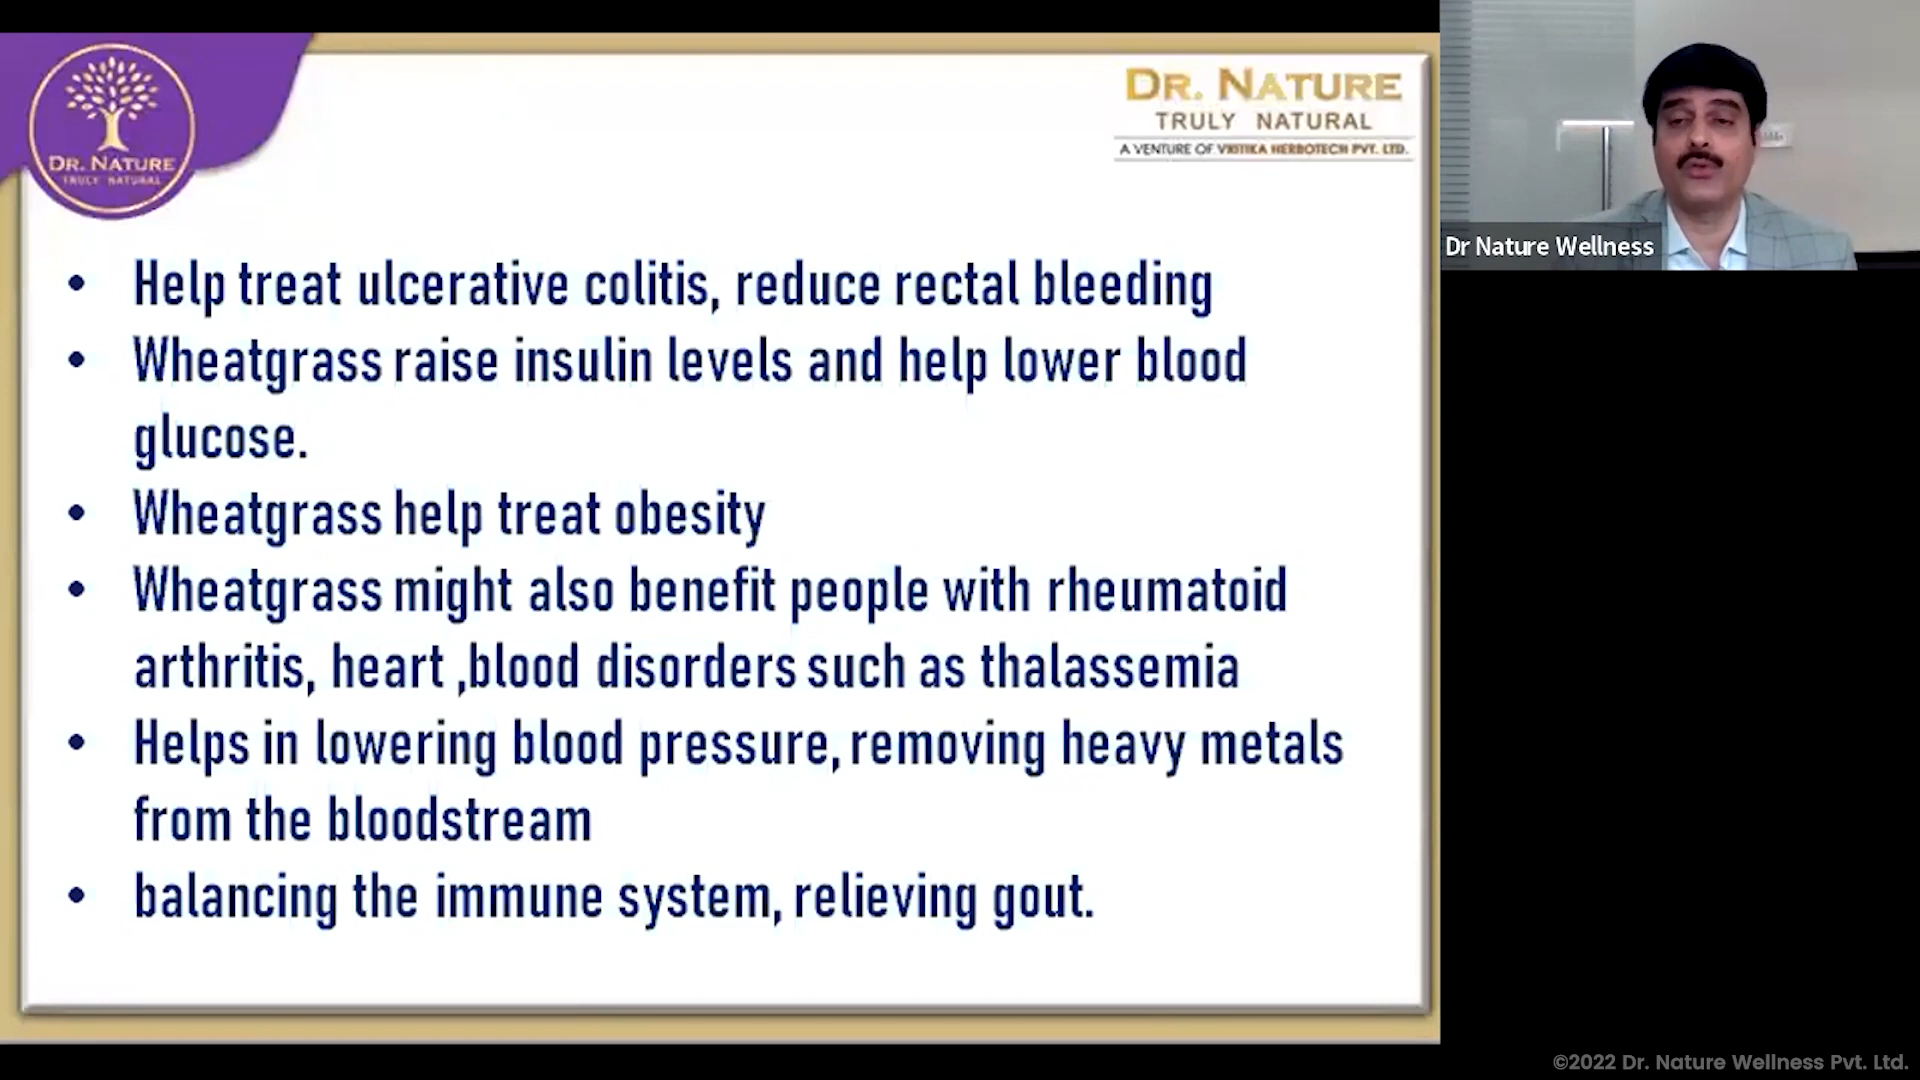 DR. NATURE
TRULY NATURAL
DR. NATURE
TRULY NATURAL
A VENTURE OF VRITIKA HERBOTECH PVT. LTD.
Dr Nature Wellness
• Help treat ulcerative colitis, reduce rectal bleeding
• Wheatgrass raise insulin levels and help lower blood
glucose.
• Wheatgrass help treat obesity
• Wheatgrass might also benefit people with rheumatoid
arthritis, heart ,blood disorders such as thalassemia
• Helps in lowering blood pressure, removing heavy metals
from the bloodstream
• balancing the immune system, relieving gout.
©2022 Dr. Nature Wellness Pvt. Ltd.